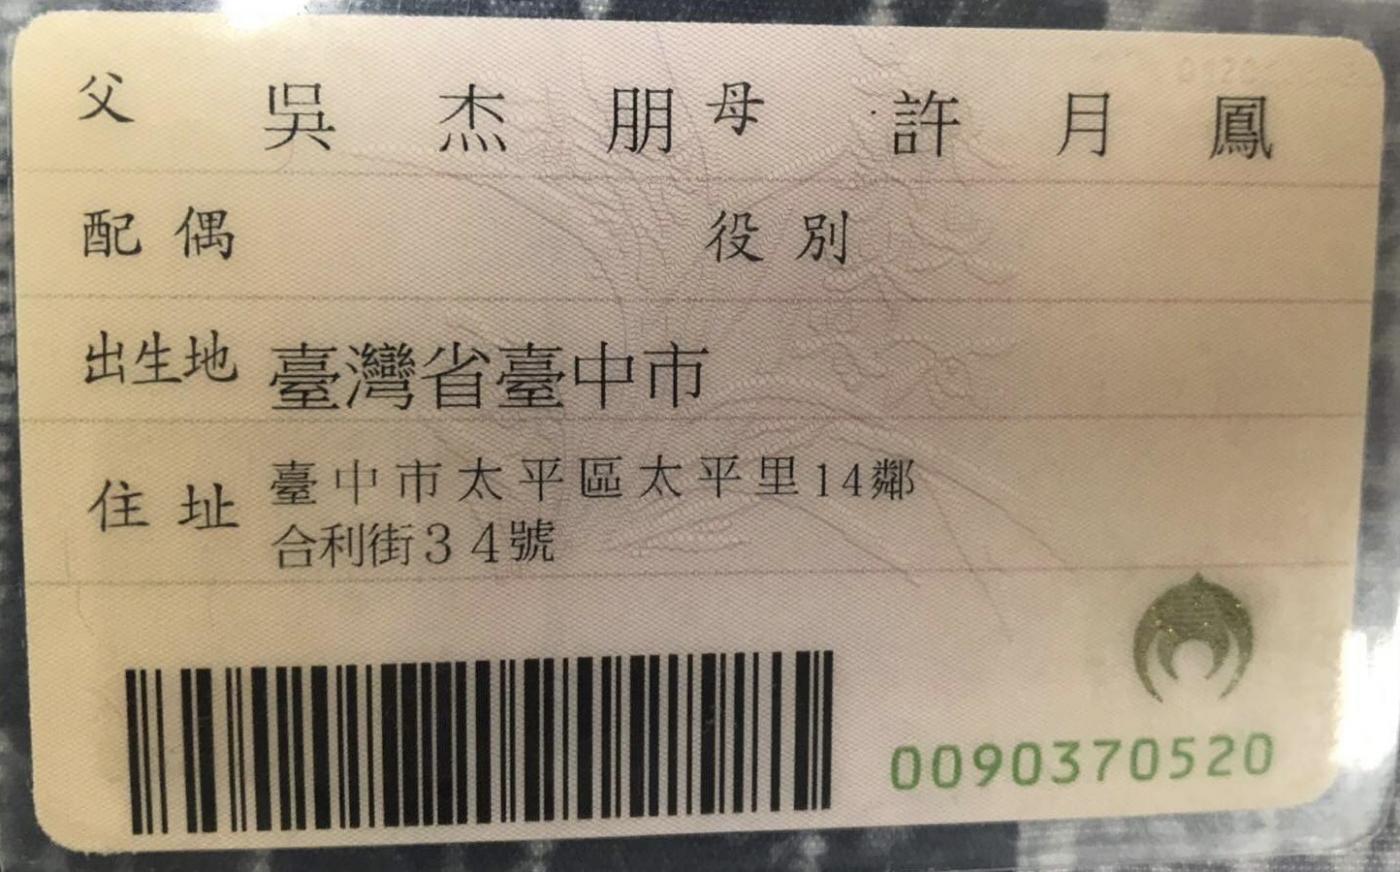 父 吳杰朋 母 許月鳳
配偶 役別
出生地 臺灣省臺中市
住址 臺中市太平區太平里14鄰
合利街34號
0090370520